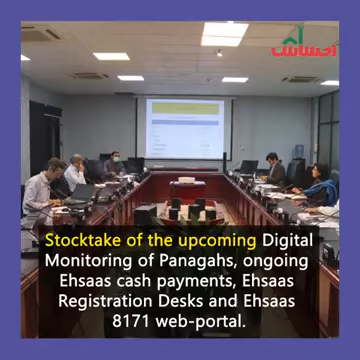 احساس
Stocktake of the upcoming Digital
Monitoring of Panagahs, ongoing
Ehsaas cash payments, Ehsaas
Registration Desks and Ehsaas
8171 web-portal.